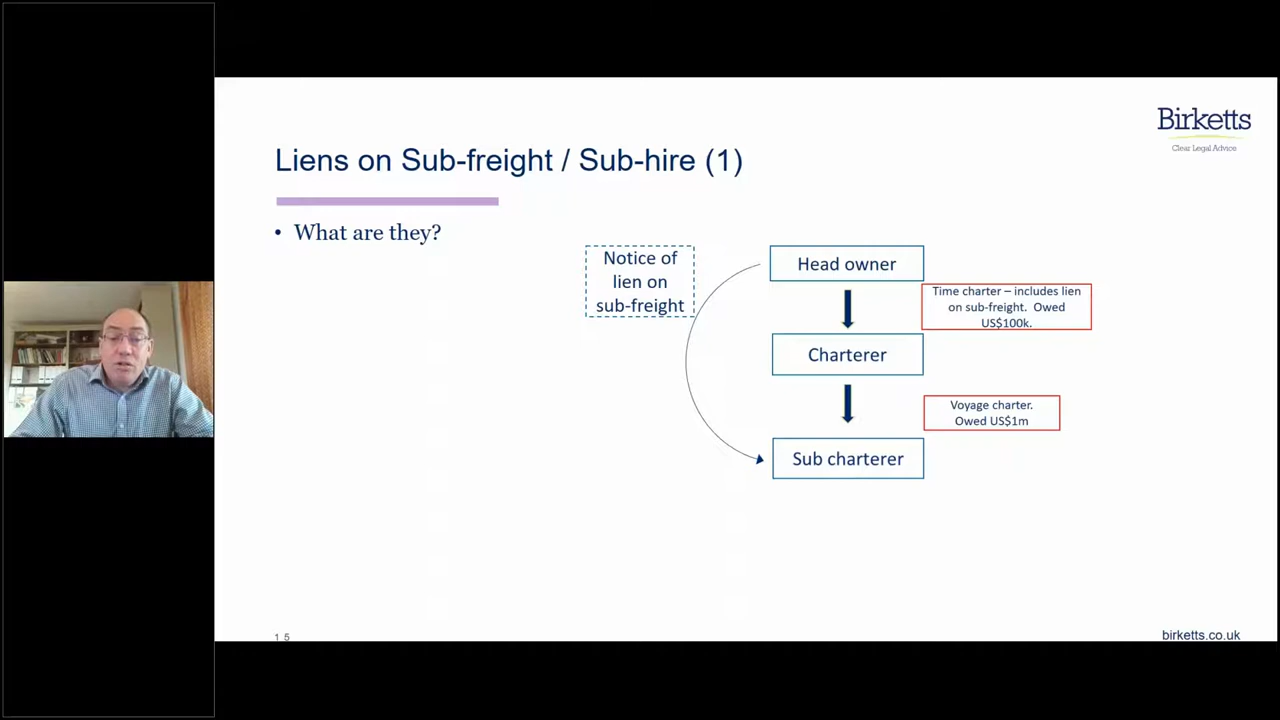 Birketts
Clear Legal Advice
Liens on Sub-freight / Sub-hire (1)
• What are they?
Notice of
lien on
sub-freight
Head owner
Time charter – includes lien
on sub-freight. Owed
US$100k.
Charterer
Voyage charter.
Owed US$1m
Sub charterer
15
birketts.co.uk